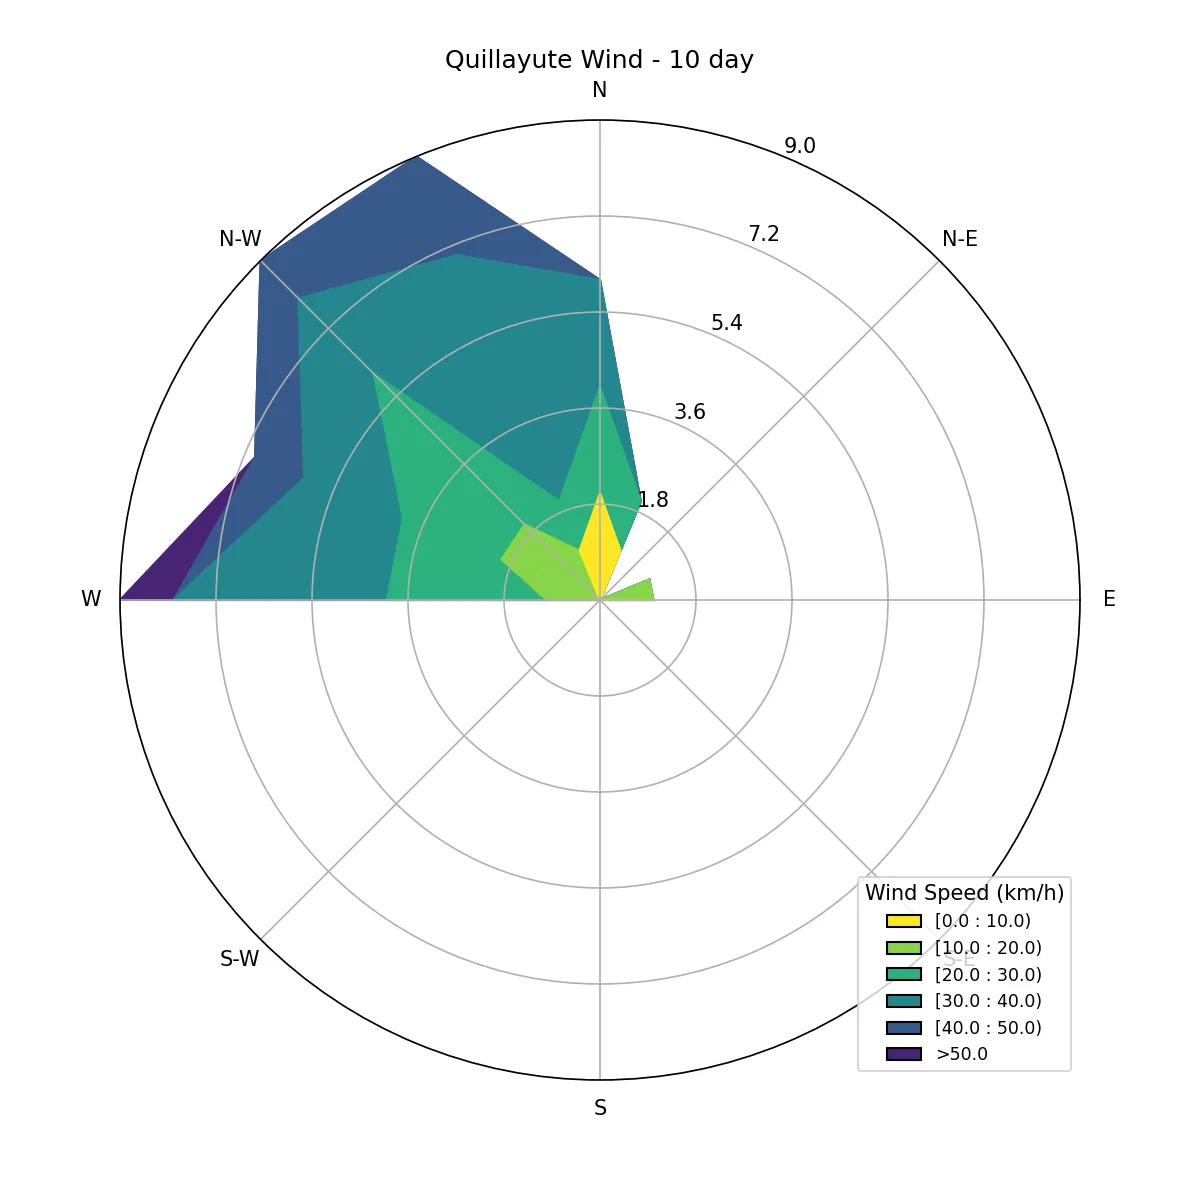 Quillayute Wind - 10 day
N
9.0
7.2
N-W
N-E
5.4
3.6
1.8
W
E
Wind Speed (km/h)
[0.0 : 10.0)
[10.0 : 20.0)
S-W
S-E
[20.0 : 30.0)
[30.0 : 40.0)
[40.0 : 50.0)
>50.0
S